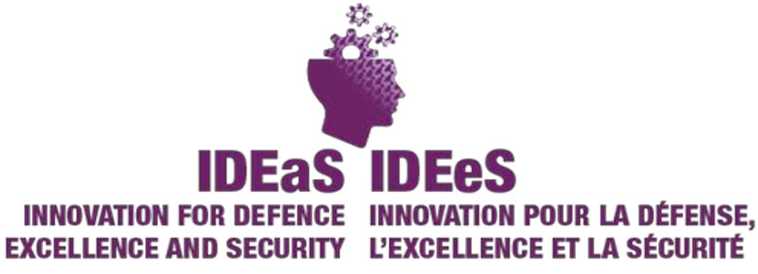 IDEaS
INNOVATION FOR DEFENCE
EXCELLENCE AND SECURITY
IDEeS
INNOVATION POUR LA DÉFENSE,
L'EXCELLENCE ET LA SÉCURITÉ